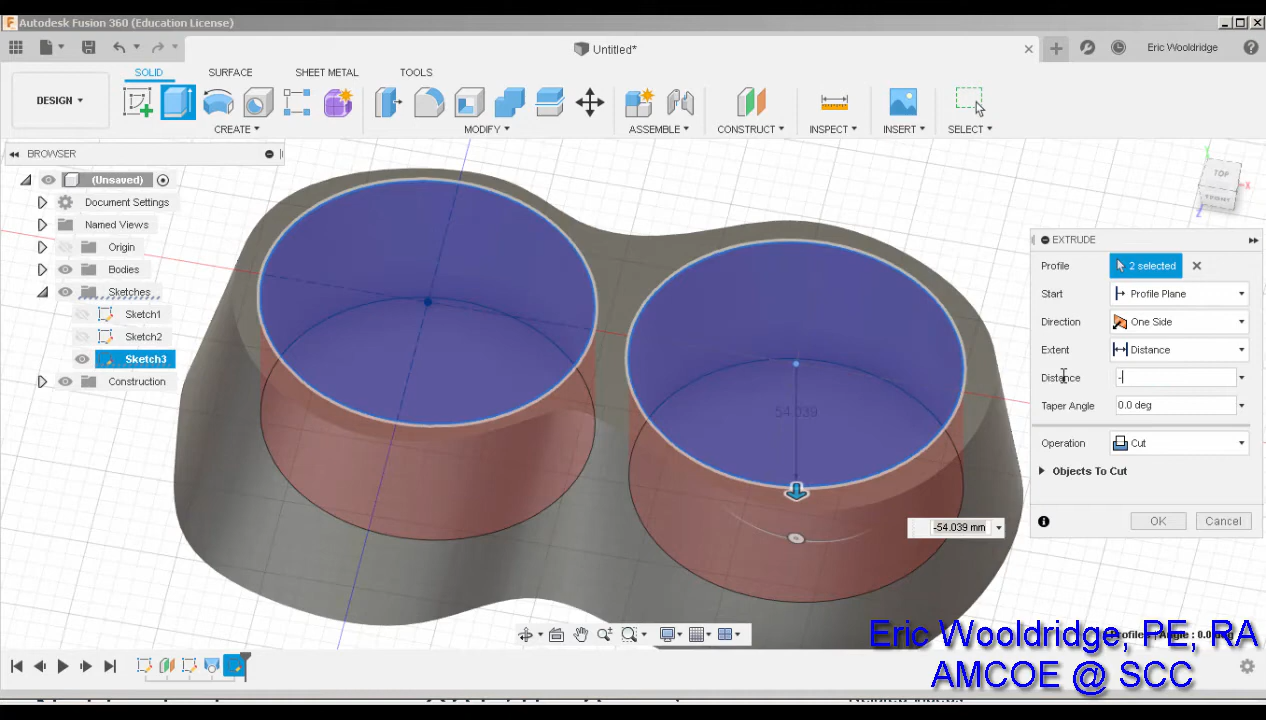 Autodesk Fusion 360 (Education License)
Untitled*
Eric Wooldridge
DESIGN
SOLID
SURFACE
SHEET METAL
TOOLS
CREATE
MODIFY
ASSEMBLE
CONSTRUCT
INSPECT
INSERT
SELECT
BROWSER
(Unsaved)
Document Settings
Named Views
Origin
Bodies
Sketches
Sketch1
Sketch2
Sketch3
Construction
TOP
FRONT
X
Y
Z
54.039
-54.039 mm
EXTRUDE
Profile 2 selected
Start Profile Plane
Direction One Side
Extent Distance
Distance -
Taper Angle 0.0 deg
Operation Cut
Objects To Cut
OK Cancel
Eric Wooldridge, PE, RA
AMCOE @ SCC